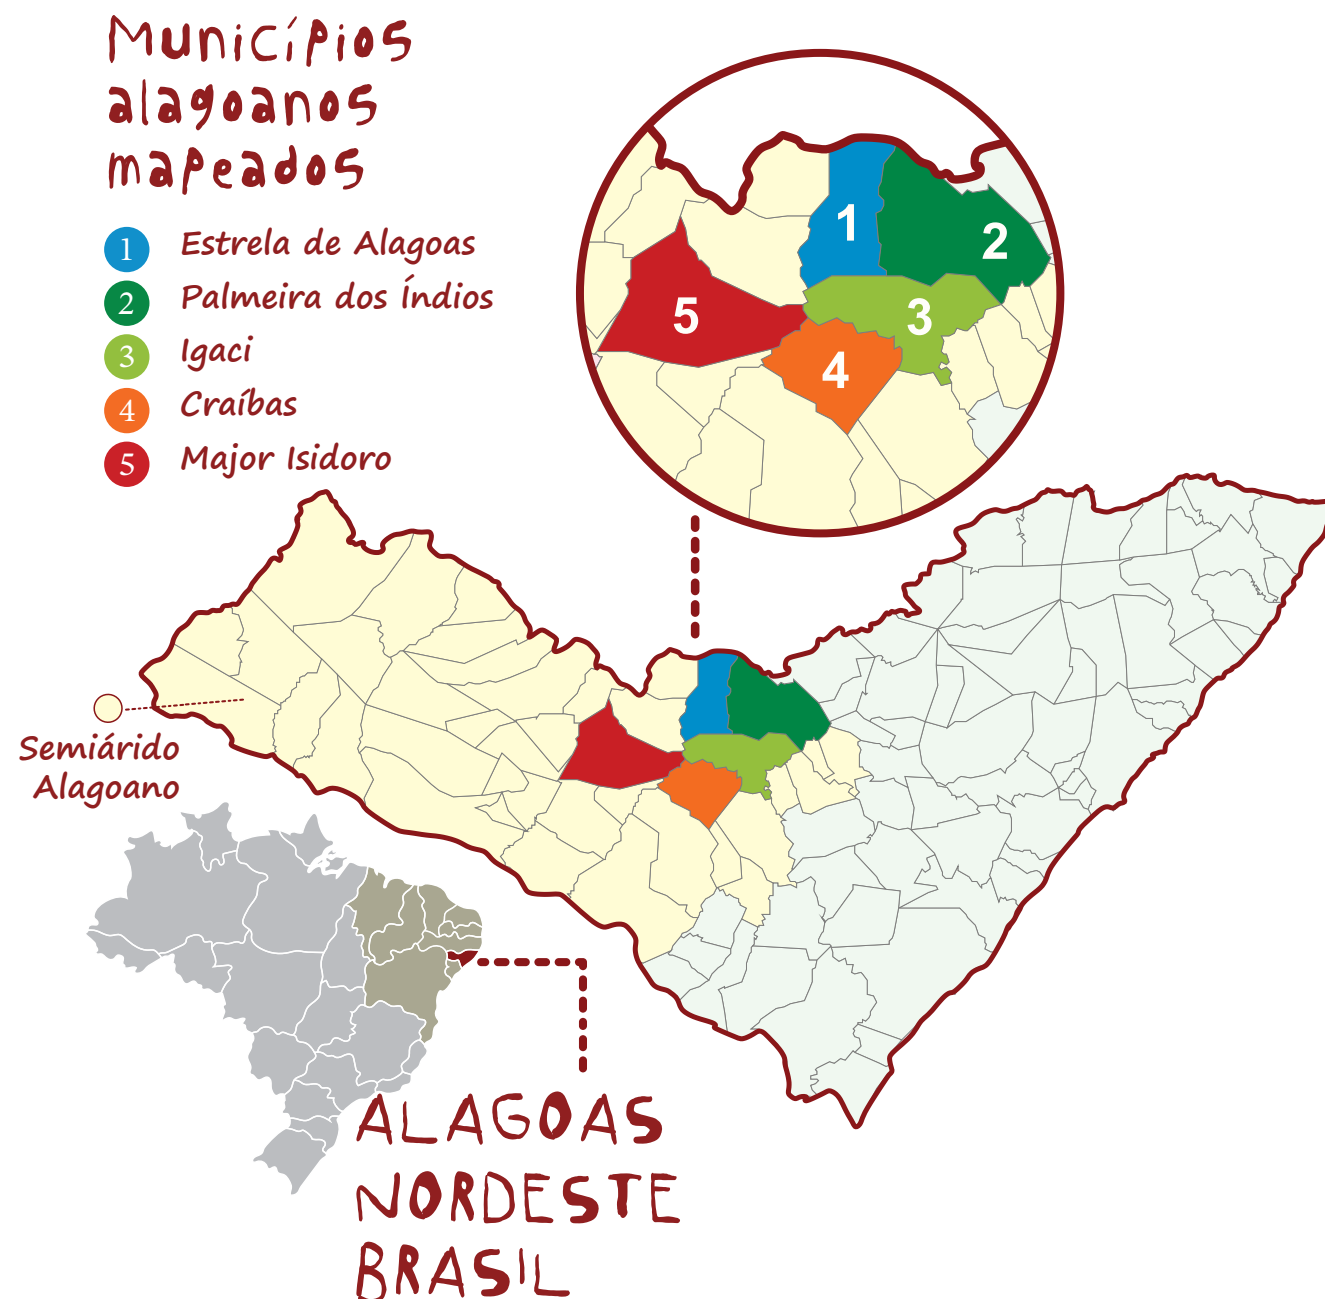 Municípios
alagoanos
mapeados
1 Estrela de Alagoas
2 Palmeira dos Índios
3 Igaci
4 Craíbas
5 Major Isidoro
1
2
3
4
5
Semiárido
Alagoano
ALAGOAS
NORDESTE
BRASIL